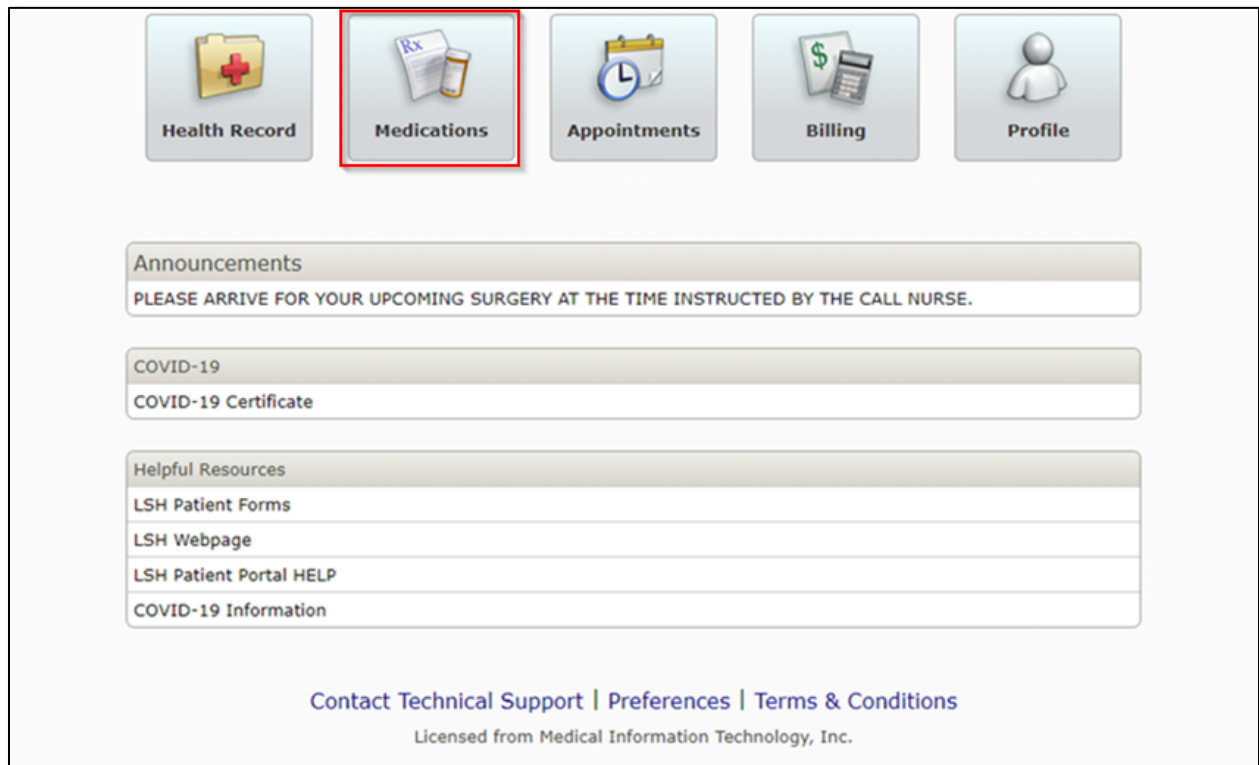 Rx
$
Health Record
Medications
Appointments
Billing
Profile
Announcements
PLEASE ARRIVE FOR YOUR UPCOMING SURGERY AT THE TIME INSTRUCTED BY THE CALL NURSE.
COVID-19
COVID-19 Certificate
Helpful Resources
LSH Patient Forms
LSH Webpage
LSH Patient Portal HELP
COVID-19 Information
Contact Technical Support | Preferences | Terms & Conditions
Licensed from Medical Information Technology, Inc.